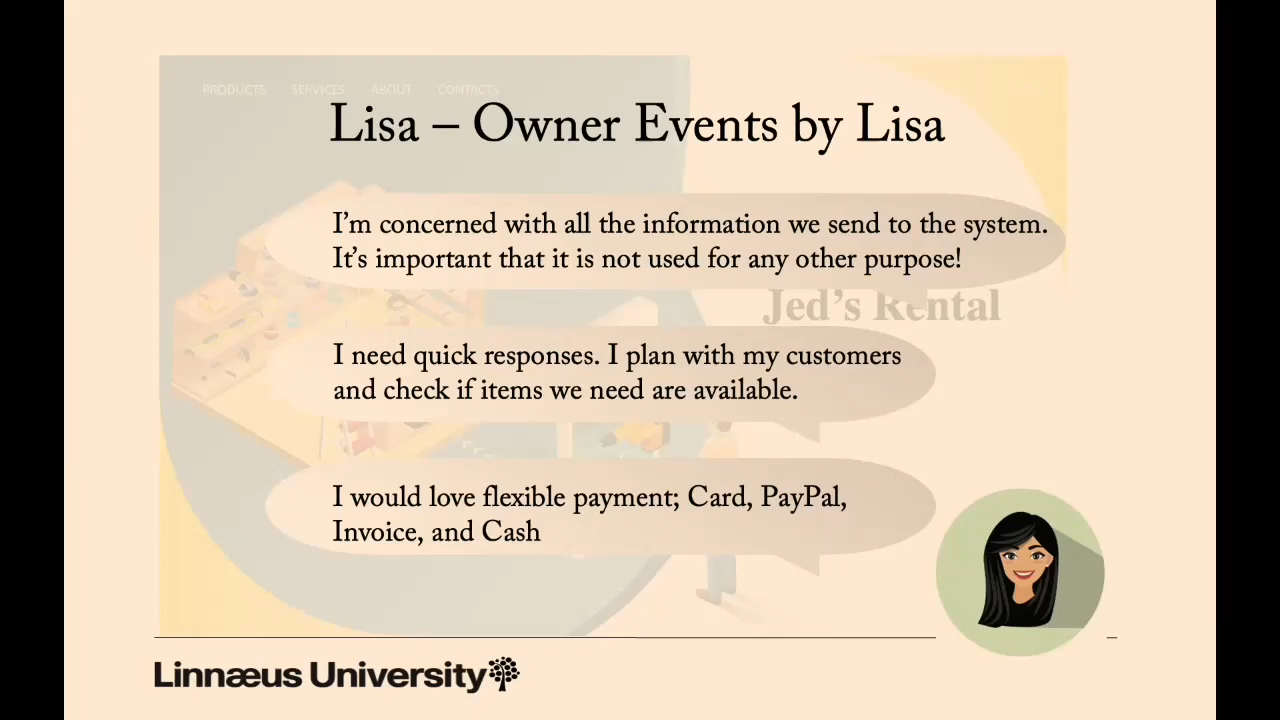 PRODUCTS SERVICES ABOUT CONTACTS
Lisa – Owner Events by Lisa
I’m concerned with all the information we send to the system.
It’s important that it is not used for any other purpose!
Jed’s Rental
I need quick responses. I plan with my customers
and check if items we need are available.
I would love flexible payment; Card, PayPal,
Invoice, and Cash
Linnæus University